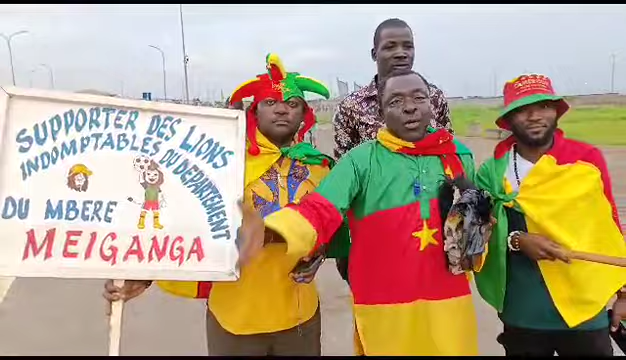 SUPPORTER DES LIONS
INDOMPTABLES DU DEPARTEMENT
DU MBERE
MEIGANGA